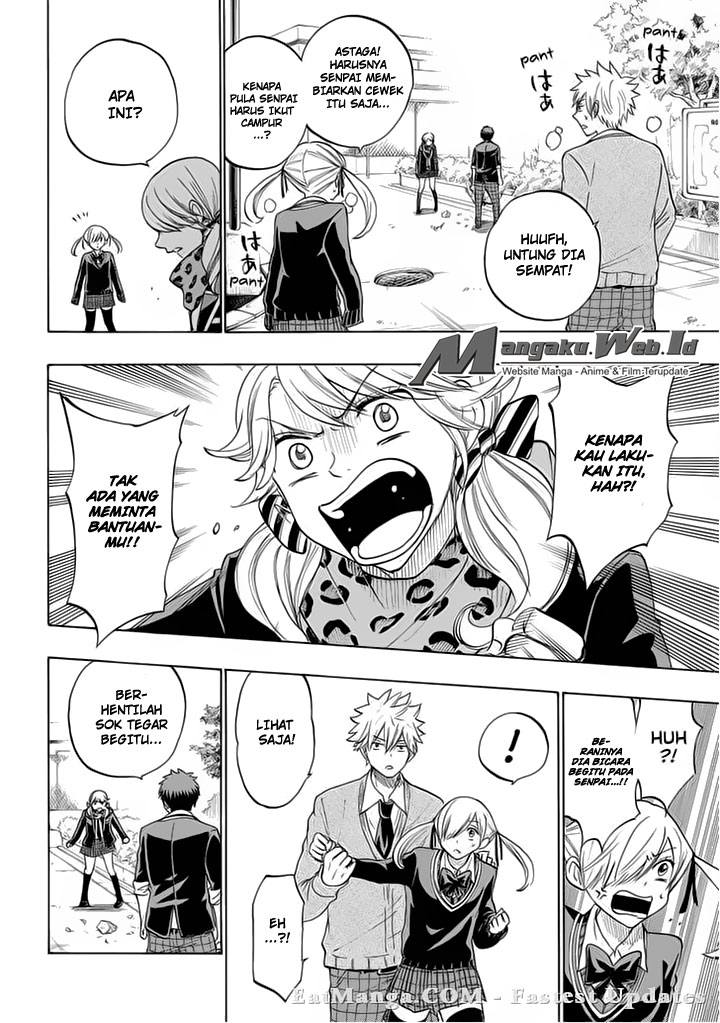 pant
はぁ
はぁ
pant
HUUFH,
UNTUNG DIA
SEMPAT!
ASTAGA!
HARUSNYA
SENPAI MEM-
BIARKAN CEWEK
ITU SAJA...
KENAPA
PULA SENPAI
HARUS IKUT
CAMPUR
...?
はぁ
pant
APA
INI?
Mangaku.Web.Id
Website Manga - Anime & Film Terupdate
KENAPA
KAU LAKU-
KAN ITU,
HAH?!
TAK
ADA YANG
MEMINTA
BANTUAN-
MU!!
HUH
?!
BE-
RANINYA
DIA BICARA
BEGITU PADA
SENPAI...!!
!
LIHAT
SAJA!
EH
...?!
BER-
HENTILAH
SOK TEGAR
BEGITU...
EatManga.COM - Fastest Updates